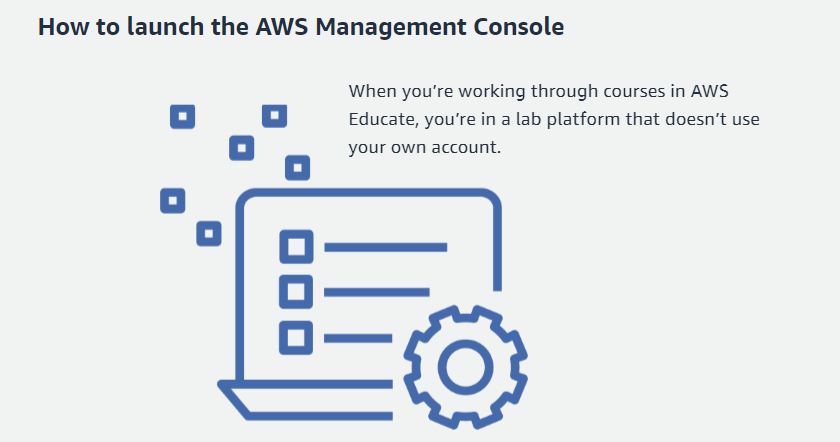 How to launch the AWS Management Console
When you’re working through courses in AWS
Educate, you’re in a lab platform that doesn’t use
your own account.